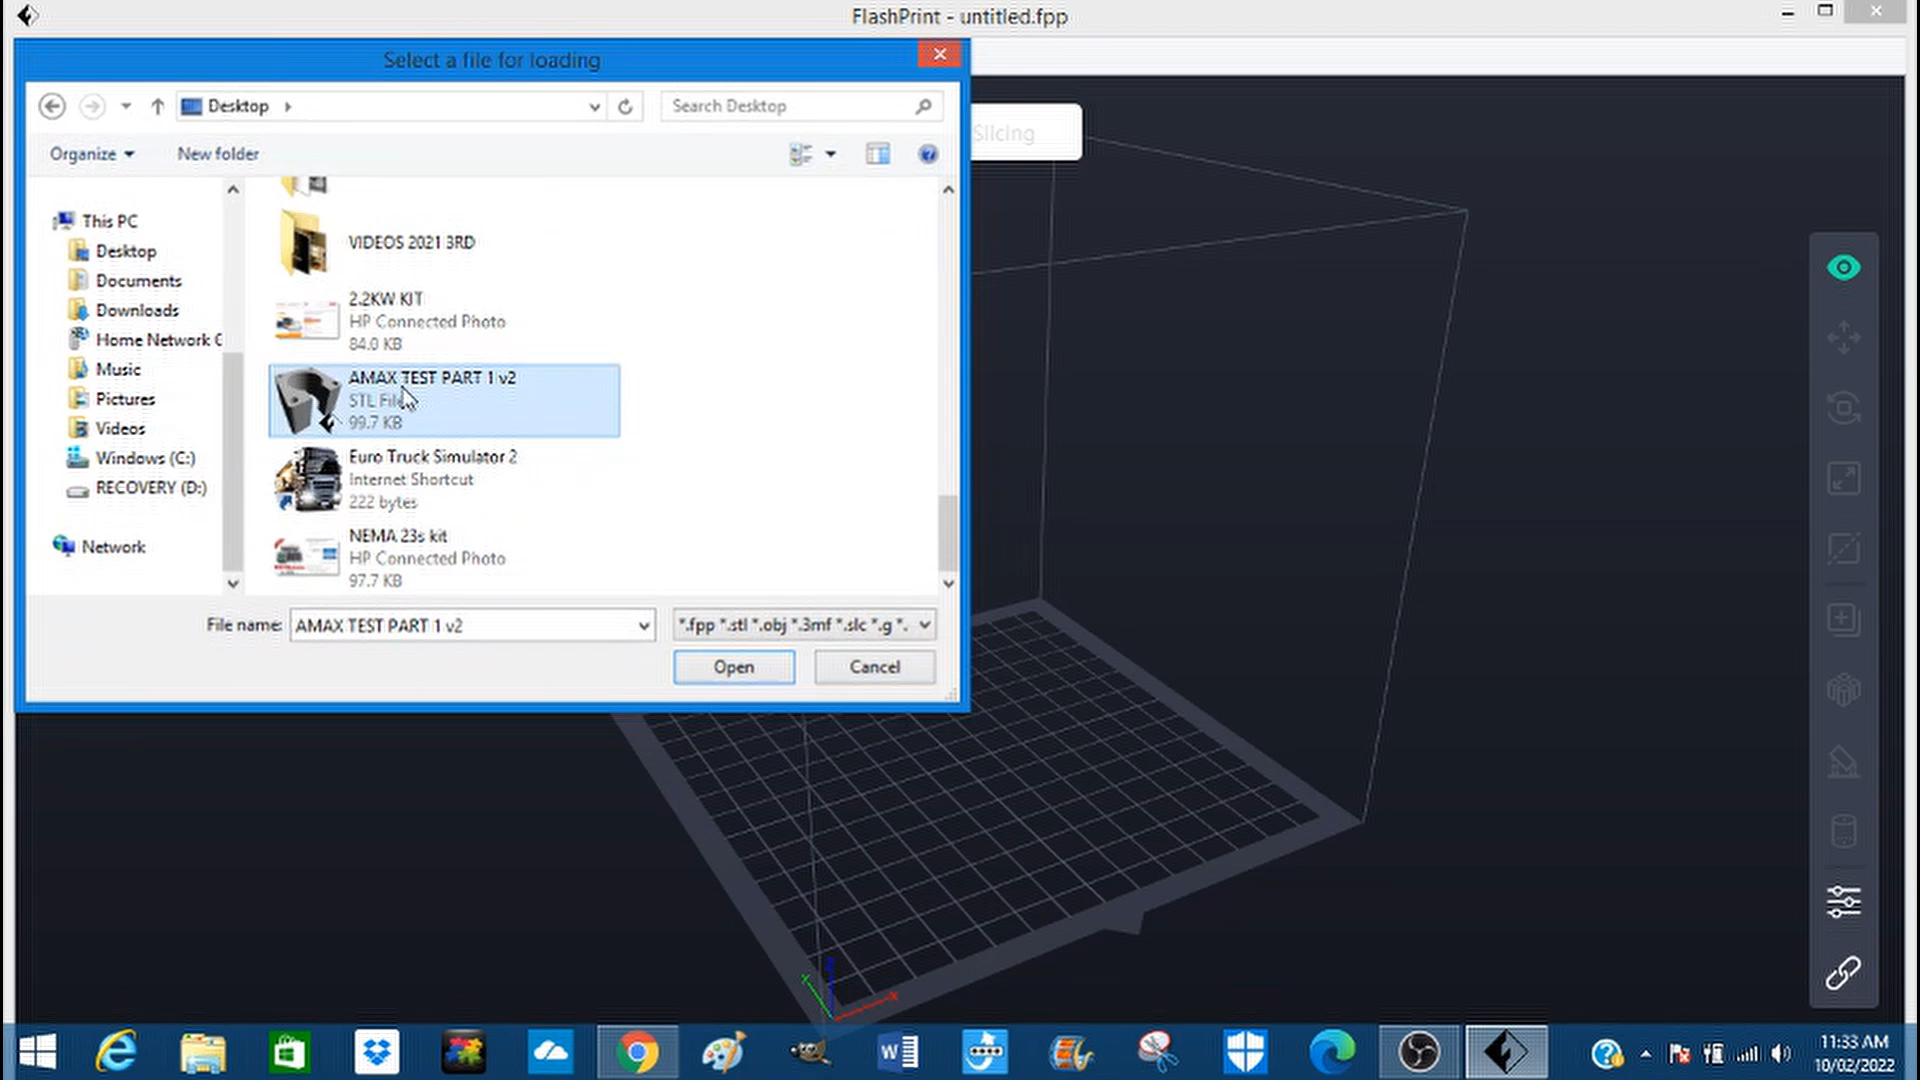 FlashPrint - untitled.fpp
Select a file for loading
Desktop
Search Desktop
Slicing
Organize
New folder
This PC
Desktop
Documents
Downloads
Home Network
Music
Pictures
Videos
Windows (C:)
RECOVERY (D:)
Network
VIDEOS 2021 3RD
2.2KW KIT
HP Connected Photo
84.0 KB
AMAX TEST PART 1 v2
STL File
99.7 KB
Euro Truck Simulator 2
Internet Shortcut
222 bytes
NEMA 23s kit
HP Connected Photo
97.7 KB
File name:
AMAX TEST PART 1 v2
*.fpp *.stl *.obj *.3mf *.slc *.g *.
Open
Cancel
X
11:33 AM
10/02/2022